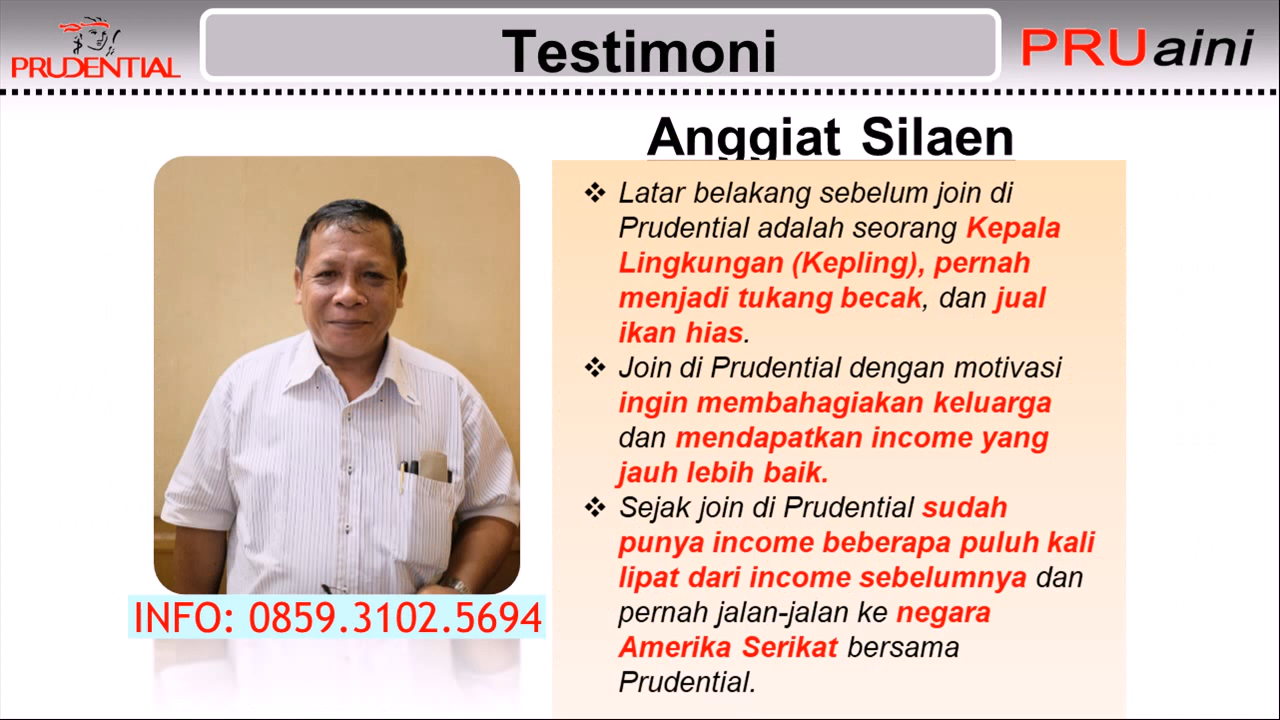 PRUDENTIAL
Testimoni
PRUaini
Anggiat Silaen
❖ Latar belakang sebelum join di
Prudential adalah seorang Kepala
Lingkungan (Kepling), pernah
menjadi tukang becak, dan jual
ikan hias.
❖ Join di Prudential dengan motivasi
ingin membahagiakan keluarga
dan mendapatkan income yang
jauh lebih baik.
❖ Sejak join di Prudential sudah
punya income beberapa puluh kali
lipat dari income sebelumnya dan
pernah jalan-jalan ke negara
Amerika Serikat bersama
Prudential.
INFO: 0859.3102.5694